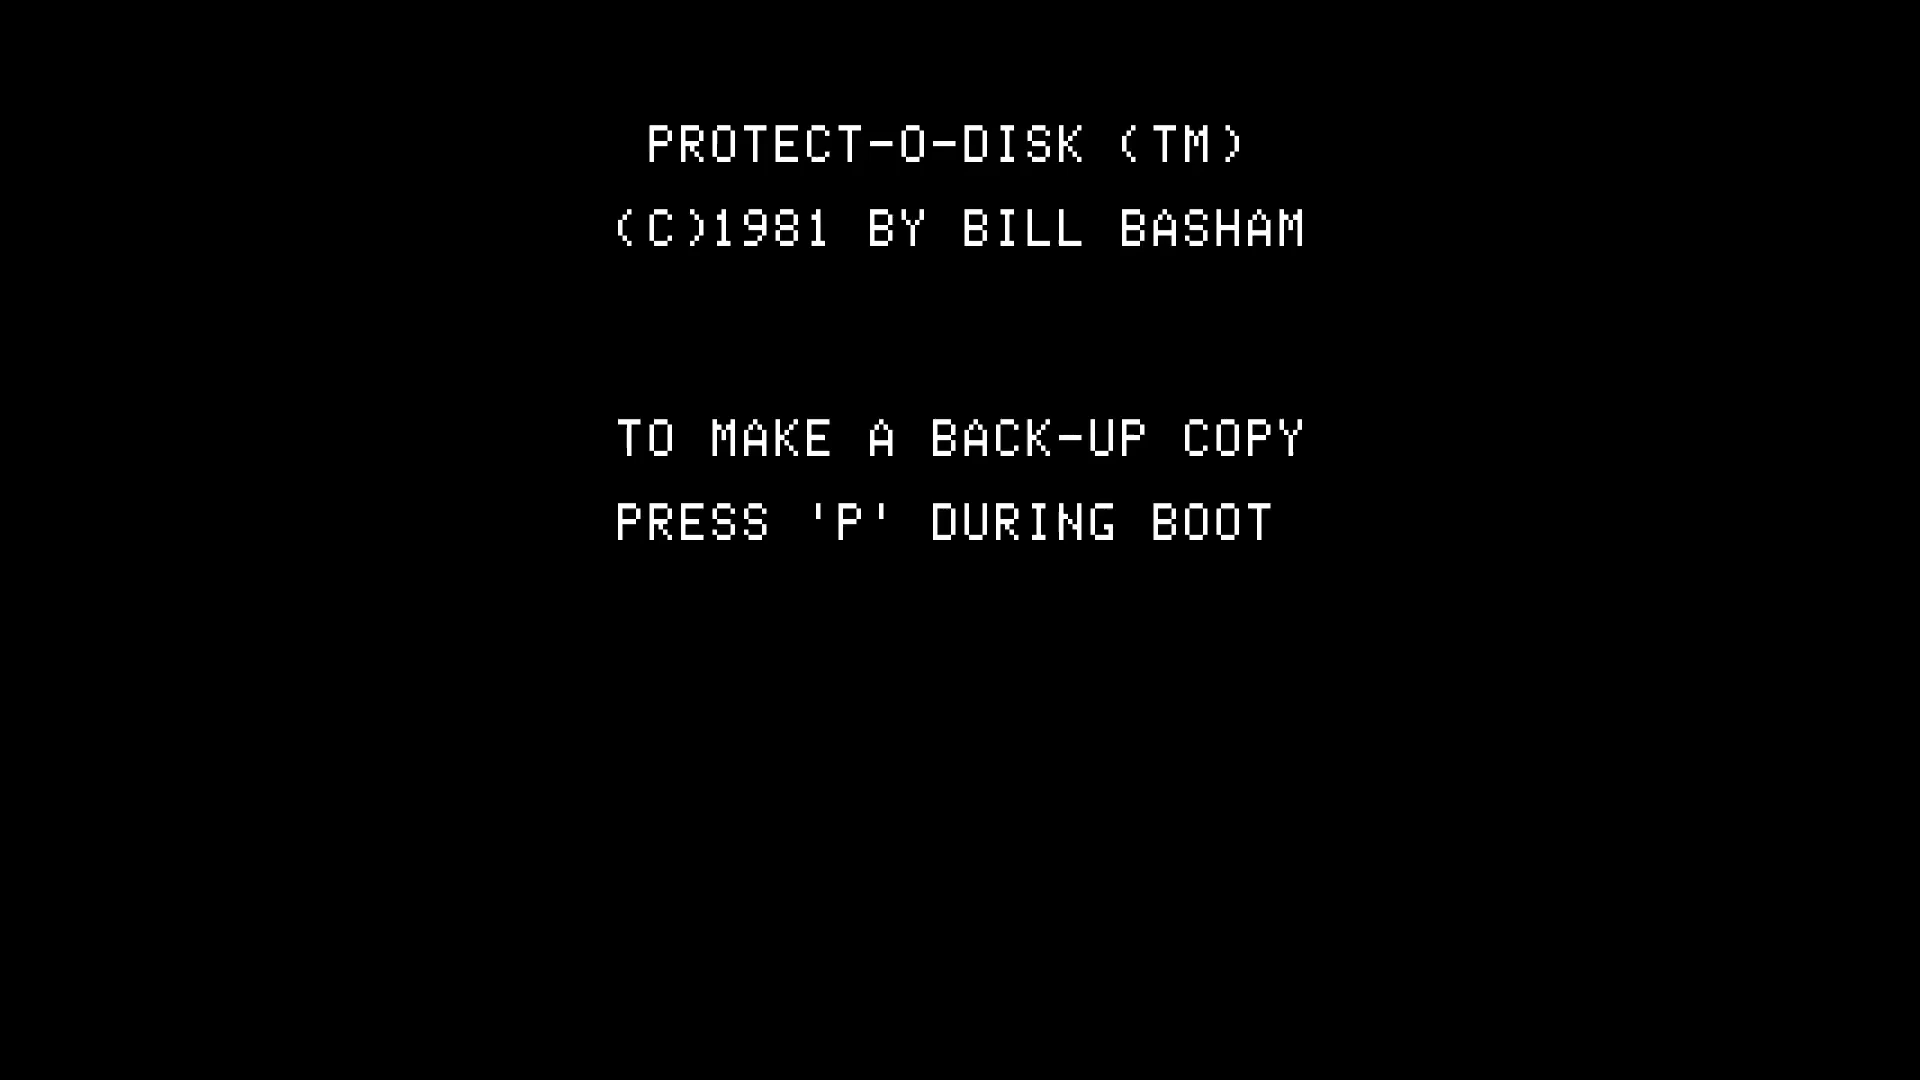 PROTECT-O-DISK (TM)
(C)1981 BY BILL BASHAM
TO MAKE A BACK-UP COPY
PRESS 'P' DURING BOOT